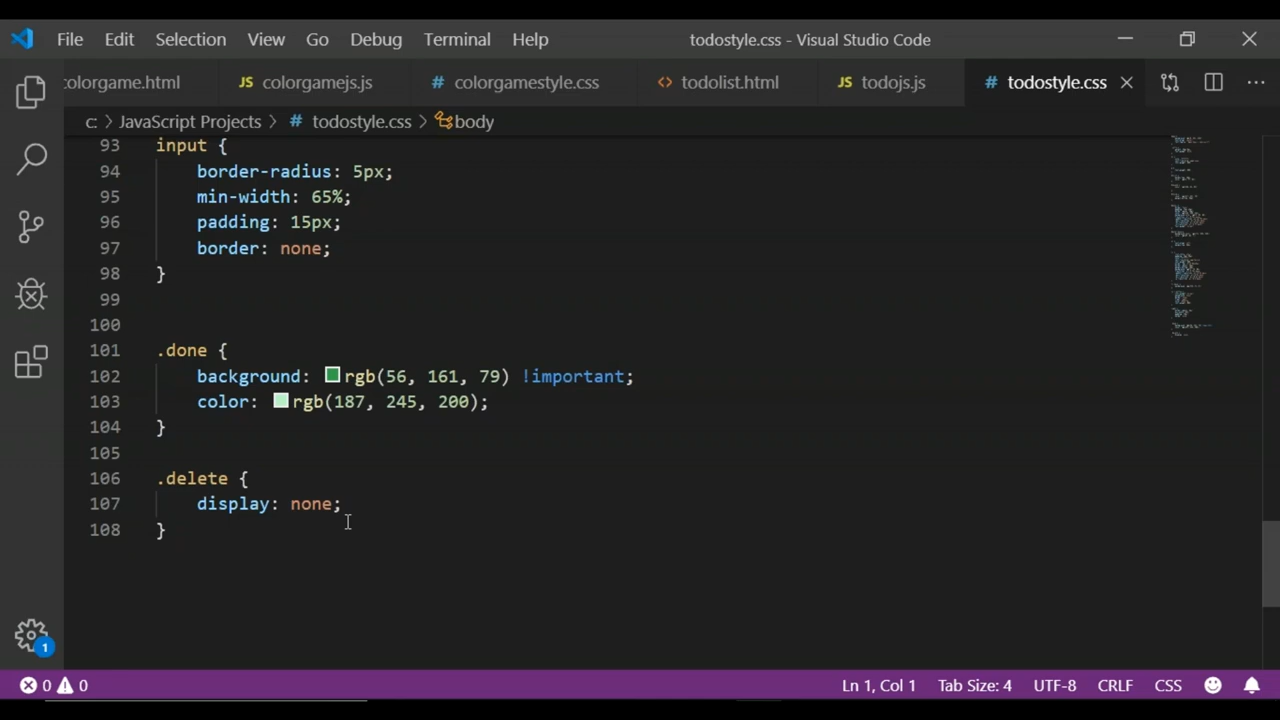 File Edit Selection View Go Debug Terminal Help todostyle.css - Visual Studio Code
colorgame.html JS colorgamejs.js # colorgamestyle.css <> todolist.html JS todojs.js # todostyle.css
c: > JavaScript Projects > # todostyle.css > body
93 input {
94 border-radius: 5px;
95 min-width: 65%;
96 padding: 15px;
97 border: none;
98 }
99
100
101 .done {
102 background: rgb(56, 161, 79) !important;
103 color: rgb(187, 245, 200);
104 }
105
106 .delete {
107 display: none;
108 }
1
0 0 Ln 1, Col 1 Tab Size: 4 UTF-8 CRLF CSS